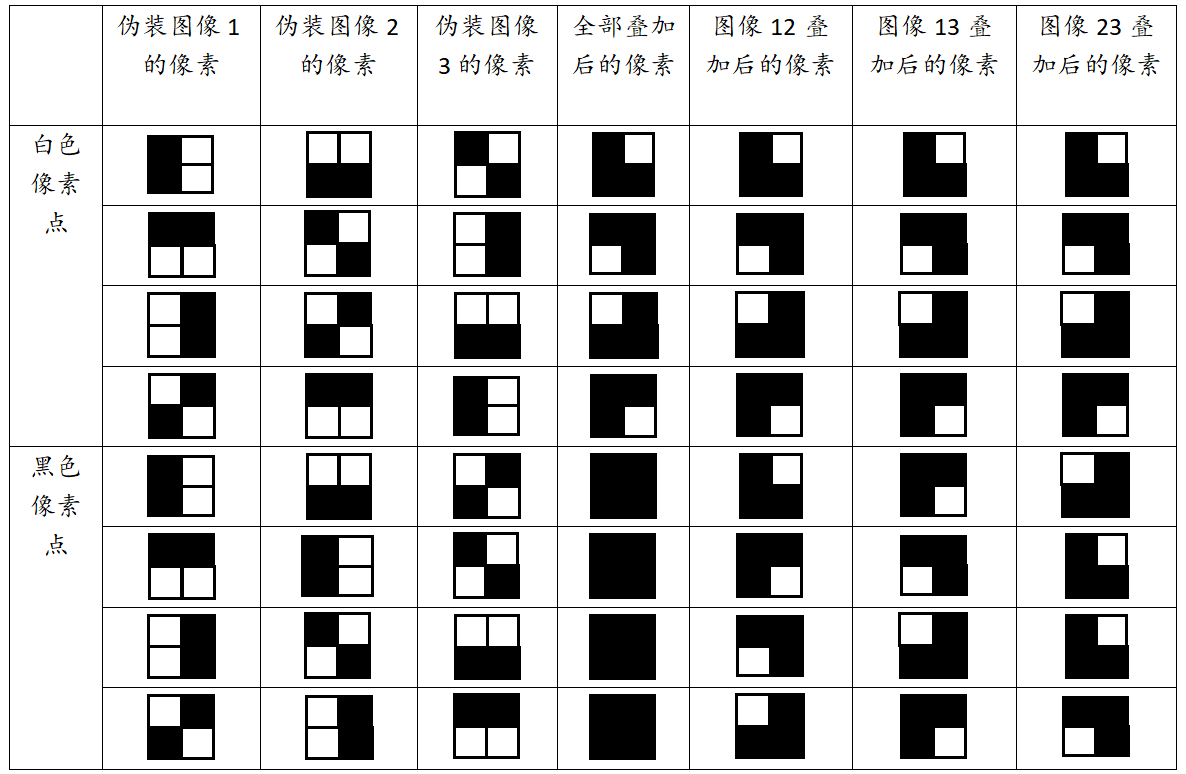 伪装图像 1
的像素
伪装图像 2
的像素
伪装图像
3 的像素
全部叠加
后的像素
图像 12 叠
加后的像素
图像 13 叠
加后的像素
图像 23 叠
加后的像素
白色
像素
点
黑色
像素
点